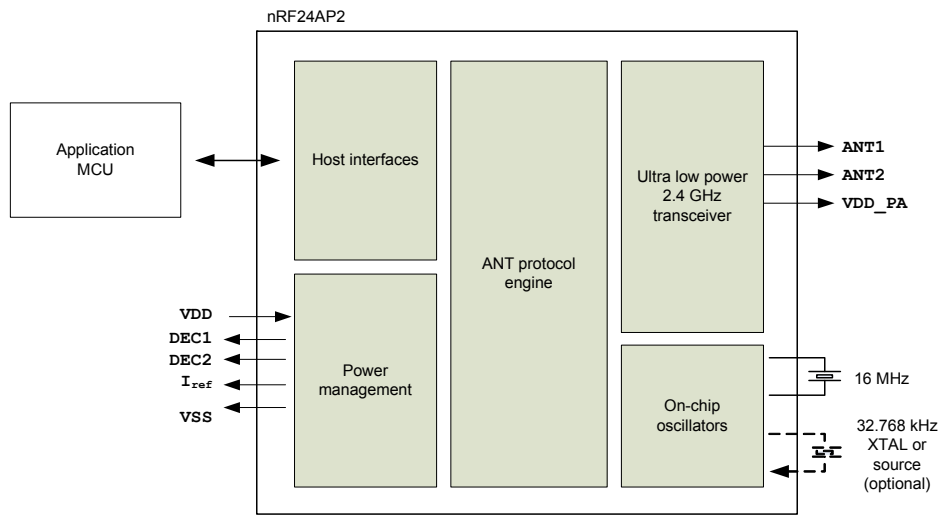 nRF24AP2
Application
MCU
Host interfaces
ANT protocol
engine
Ultra low power
2.4 GHz
transceiver
ANT1
ANT2
VDD_PA
VDD
DEC1
DEC2
Iref
VSS
Power
management
On-chip
oscillators
16 MHz
32.768 kHz
XTAL or
source
(optional)